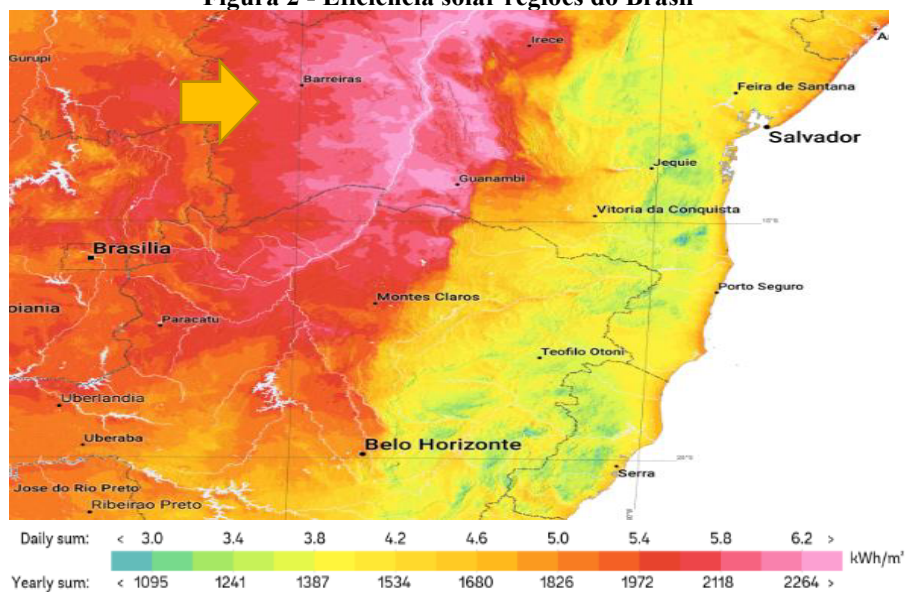 Figura 2 - Eficiência solar regiões do Brasil
Irece
Gurupi
Barreiras
Feira de Santana
Salvador
Jequie
Guanambi
Vitoria da Conquista
Brasilia
Porto Seguro
oiania
Montes Claros
Paracatu
Teofilo Otoni
Uberlandia
Uberaba
Belo Horizonte
Serra
Jose do Rio Preto
Ribeirao Preto
Daily sum: < 3.0 3.4 3.8 4.2 4.6 5.0 5.4 5.8 6.2 >
kWh/m²
Yearly sum: < 1095 1241 1387 1534 1680 1826 1972 2118 2264 >